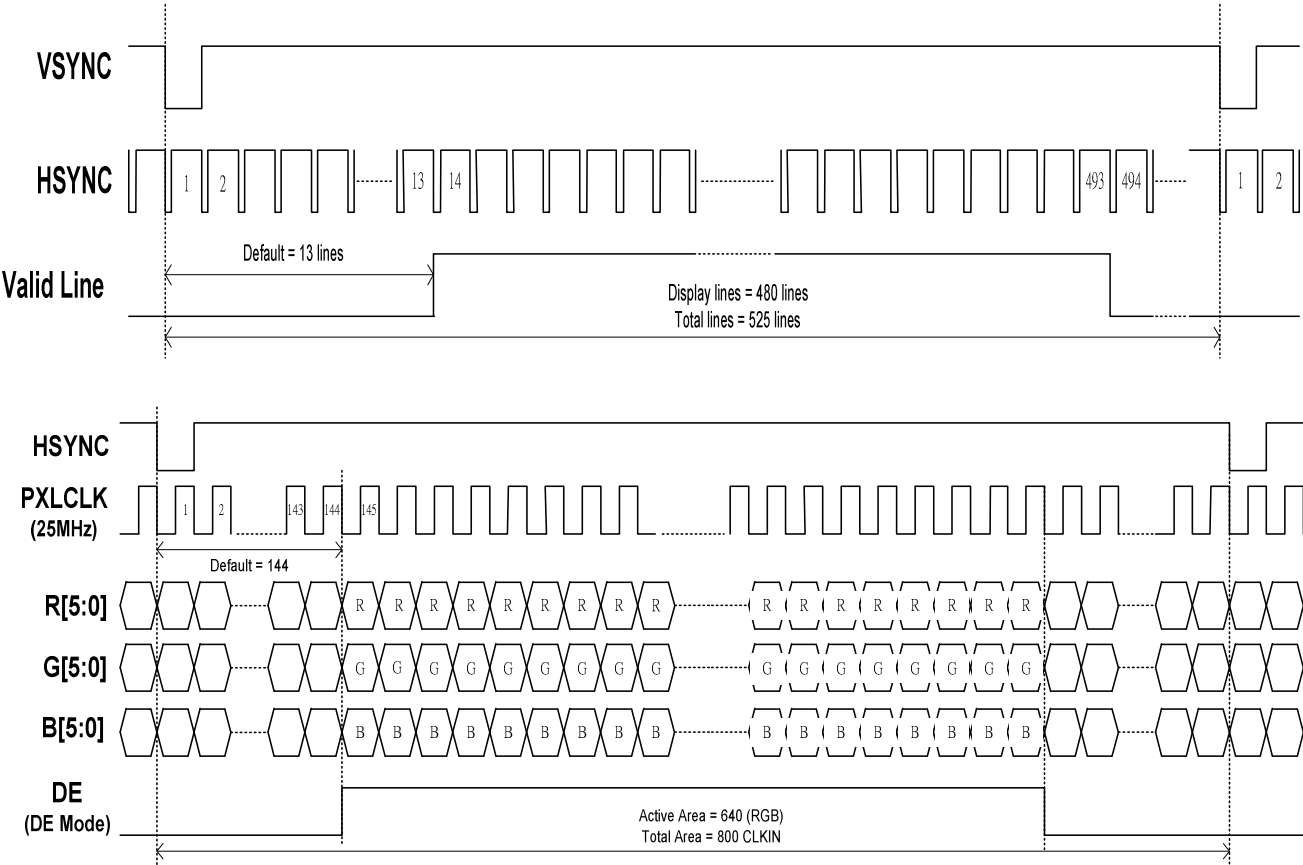 VSYNC
HSYNC
1 2 13 14 493 494 1 2
Default = 13 lines
Valid Line
Display lines = 480 lines
Total lines = 525 lines
HSYNC
PXLCLK
(25MHz)
1 2 143 144 145
Default = 144
R[5:0]
R R R R R R R R R R R R R R R R R
G[5:0]
G G G G G G G G G G G G G G G G G
B[5:0]
B B B B B B B B B B B B B B B B B
DE
(DE Mode)
Active Area = 640 (RGB)
Total Area = 800 CLKIN